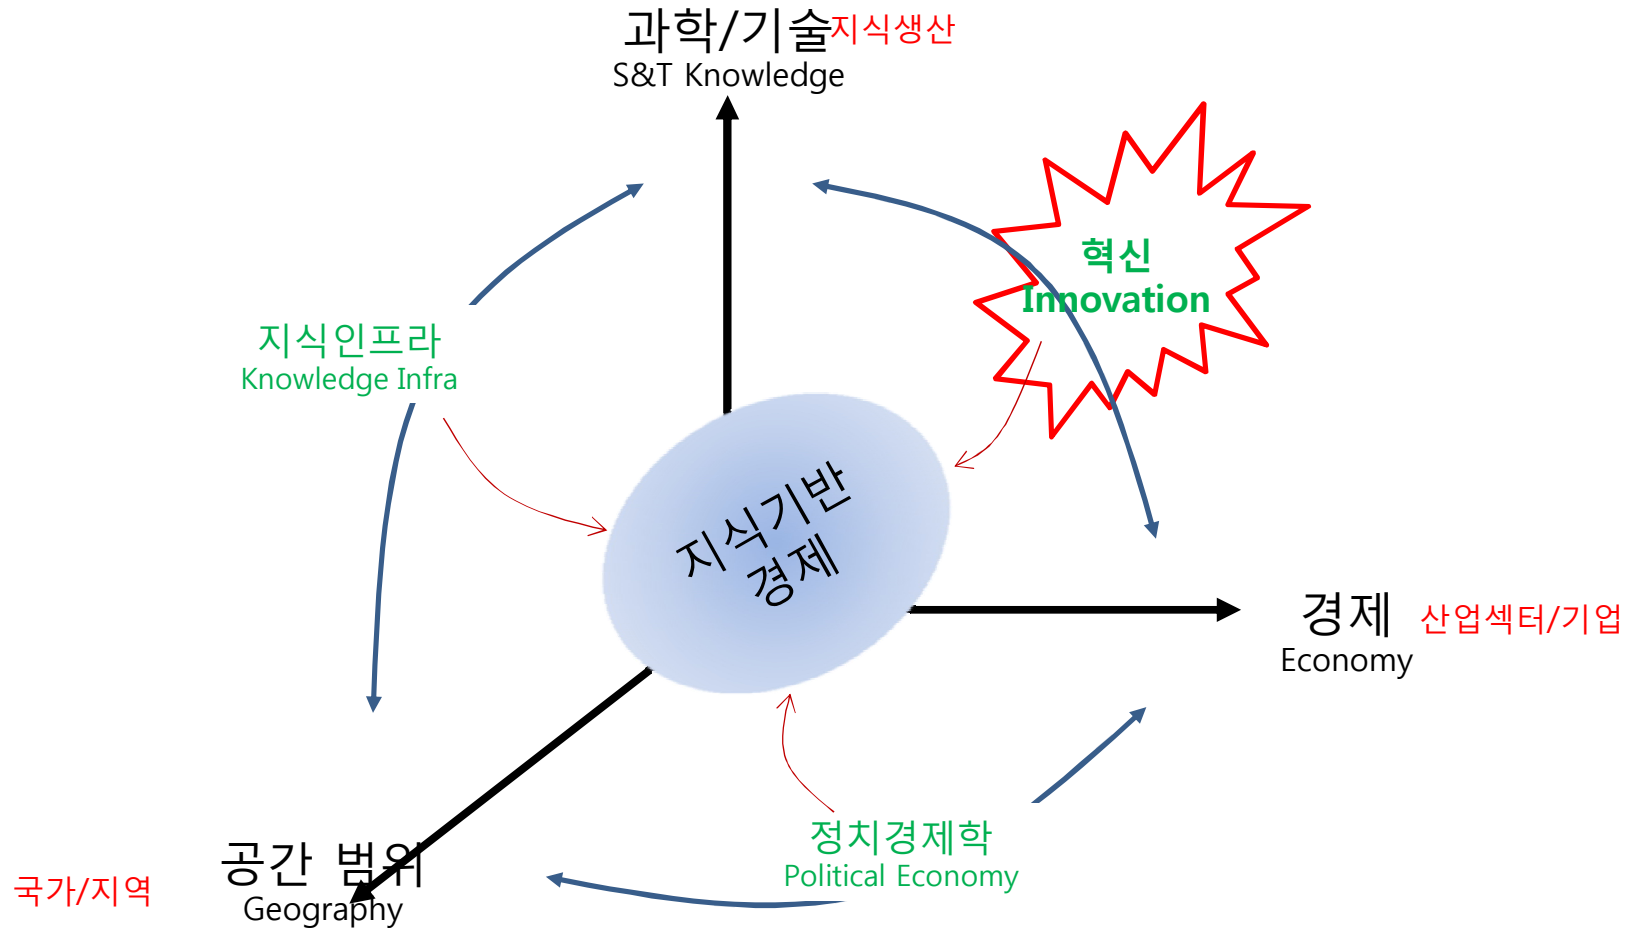 과학/기술 지식생산
S&T Knowledge
혁신
Innovation
지식인프라
Knowledge Infra
지식기반
경제
경제 산업섹터/기업
Economy
정치경제학
Political Economy
공간 범위
국가/지역
Geography